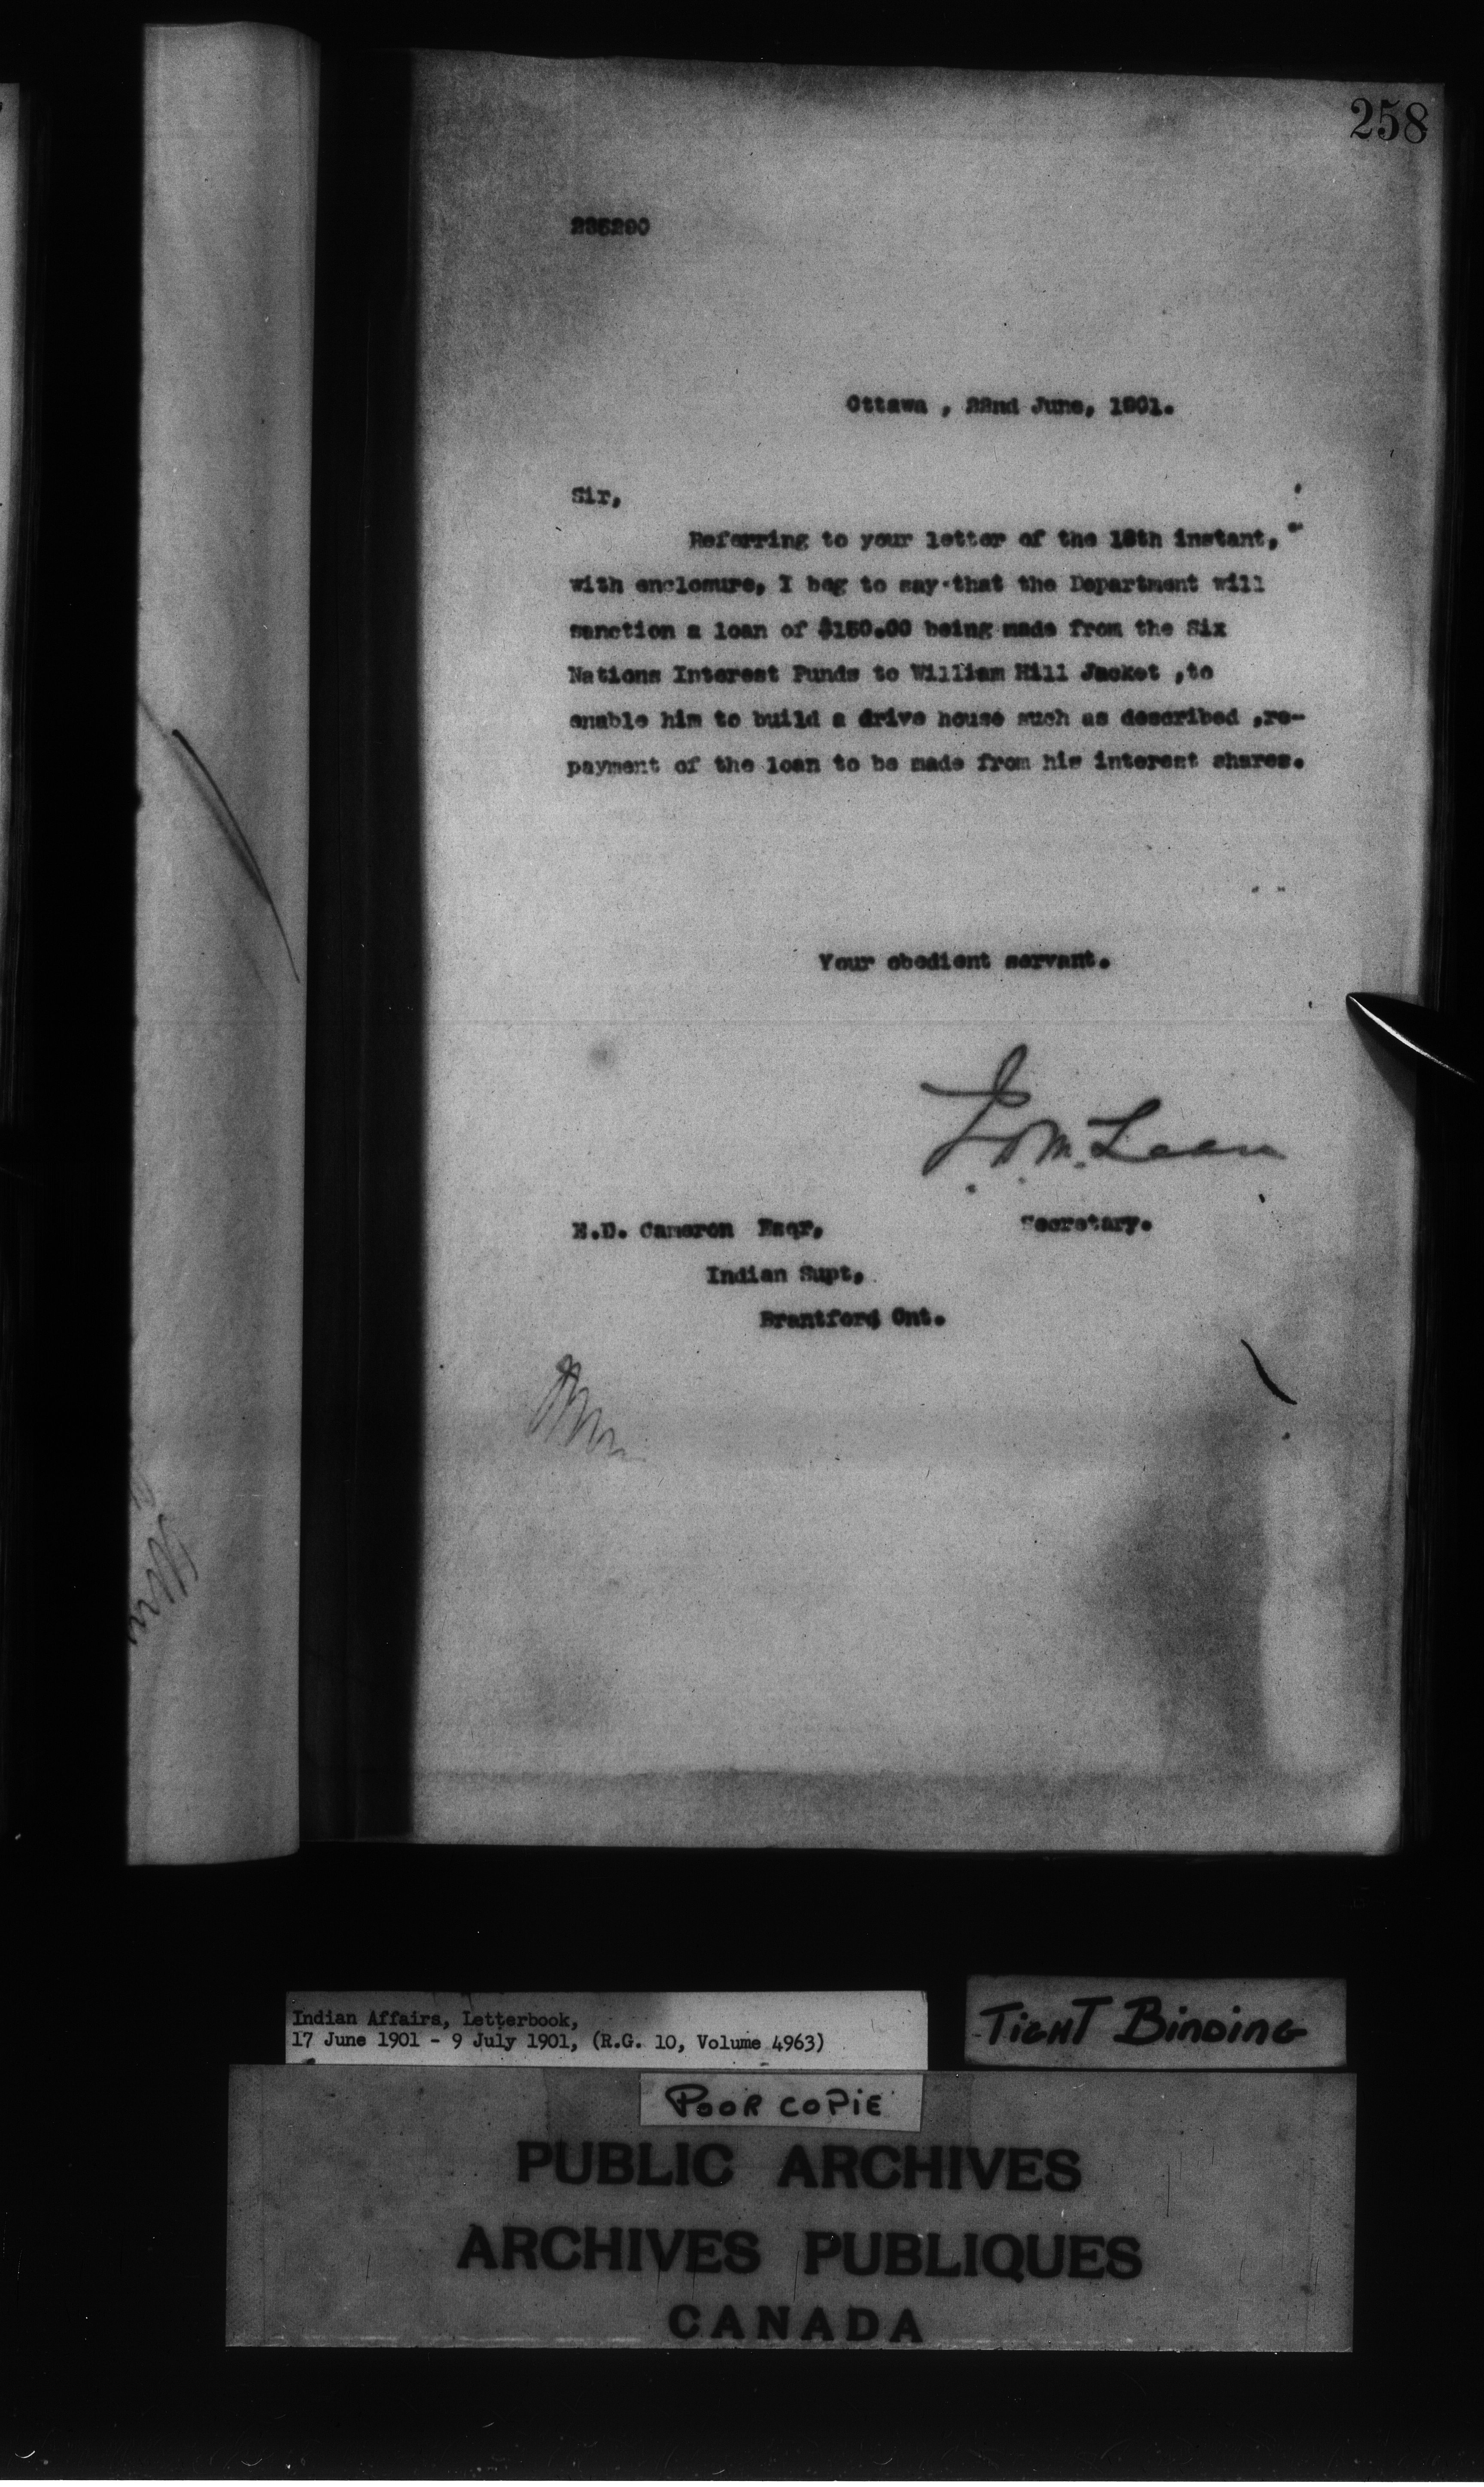 258
Ottawa , 22nd June, 1901.
Sir,
Referring to your letter of the 18th instant,
with enclosure, I beg to say that the Department will
sanction a loan of $150.00 being made from the Six
Nations Interest Funds to William Hill Jacket ,to
enable him to build a drive house such as described ,re-
payment of the loan to be made from his interest shares.
Your obedient servant.
J. D. McLean
Secretary.
E.D. Cameron Esqr,
Indian Supt,
Brantford Ont.
Indian Affairs, Letterbook,
17 June 1901 - 9 July 1901, (R.G. 10, Volume 4963)
TIGHT BINDING
POOR COPIE
PUBLIC ARCHIVES
ARCHIVES PUBLIQUES
CANADA